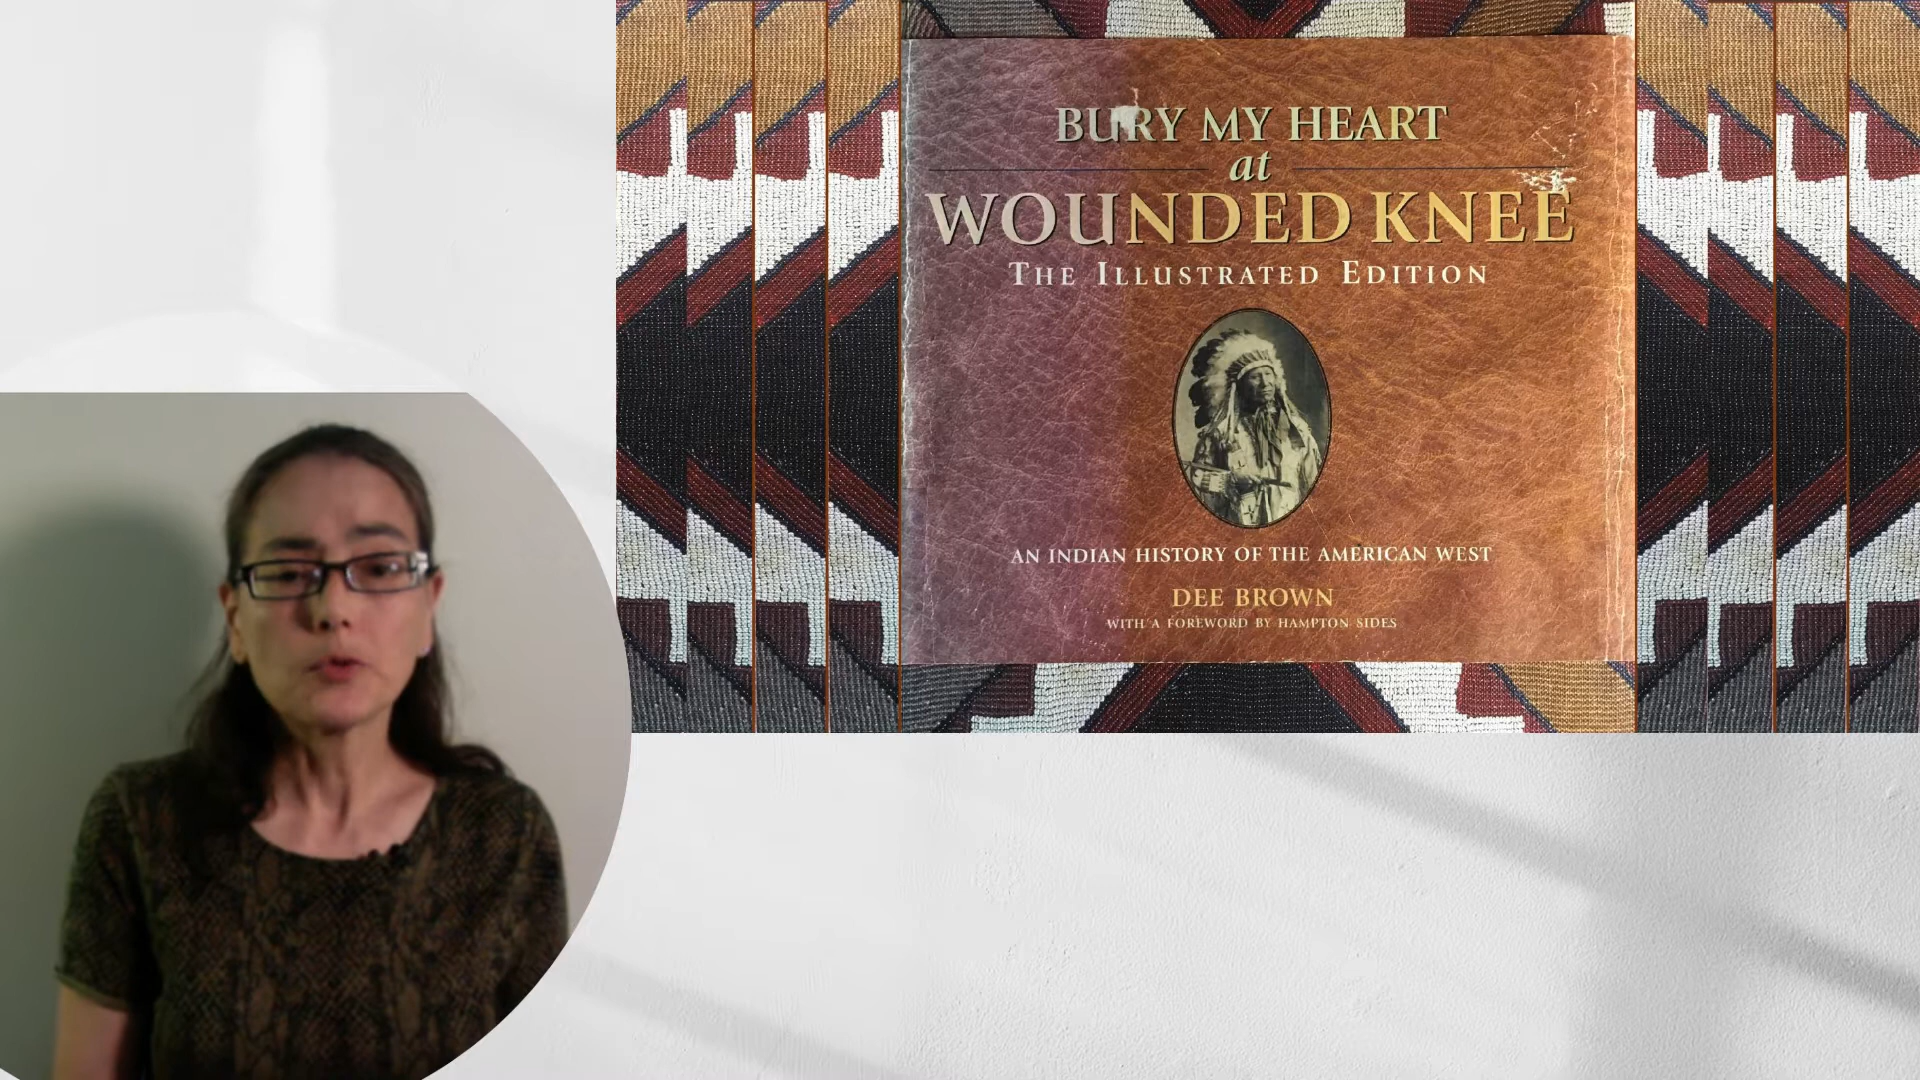 BURY MY HEART
at
WOUNDED KNEE
THE ILLUSTRATED EDITION
AN INDIAN HISTORY OF THE AMERICAN WEST
DEE BROWN
WITH A FOREWORD BY HAMPTON SIDES